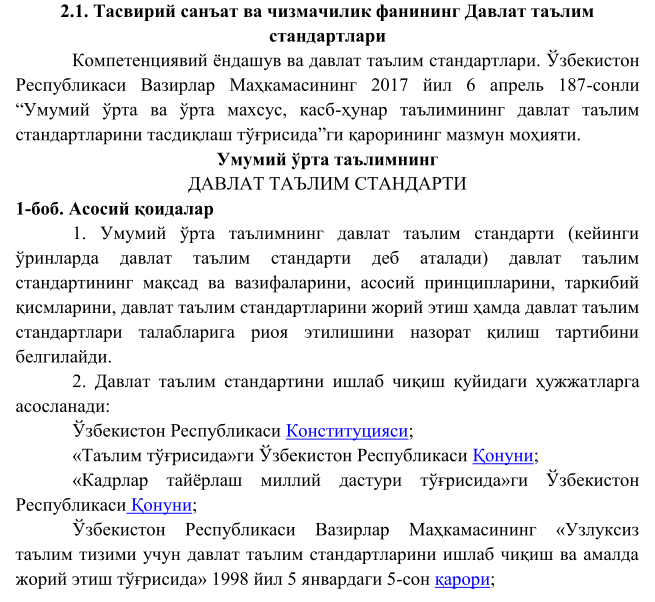 2.1. Тасвирий санъат ва чизмачилик фанининг Давлат таълим
стандартлари
Компетенциявий ёндашув ва давлат таълим стандартлари. Ўзбекистон
Республикаси Вазирлар Маҳкамасининг 2017 йил 6 апрель 187-сонли
“Умумий ўрта ва ўрта махсус, касб-ҳунар таълимининг давлат таълим
стандартларини тасдиқлаш тўғрисида”ги қарорининг мазмун моҳияти.
Умумий ўрта таълимнинг
ДАВЛАТ ТАЪЛИМ СТАНДАРТИ
1-боб. Асосий қоидалар
1. Умумий ўрта таълимнинг давлат таълим стандарти (кейинги
ўринларда давлат таълим стандарти деб аталади) давлат таълим
стандартининг мақсад ва вазифаларини, асосий принципларини, таркибий
қисмларини, давлат таълим стандартларини жорий этиш ҳамда давлат таълим
стандартлари талабларига риоя этилишини назорат қилиш тартибини
белгилайди.
2. Давлат таълим стандартини ишлаб чиқиш қуйидаги ҳужжатларга
асосланади:
Ўзбекистон Республикаси Конституцияси;
«Таълим тўғрисида»ги Ўзбекистон Республикаси Қонуни;
«Кадрлар тайёрлаш миллий дастури тўғрисида»ги Ўзбекистон
Республикаси Қонуни;
Ўзбекистон Республикаси Вазирлар Маҳкамасининг «Узлуксиз
таълим тизими учун давлат таълим стандартларини ишлаб чиқиш ва амалда
жорий этиш тўғрисида» 1998 йил 5 январдаги 5-сон қарори;